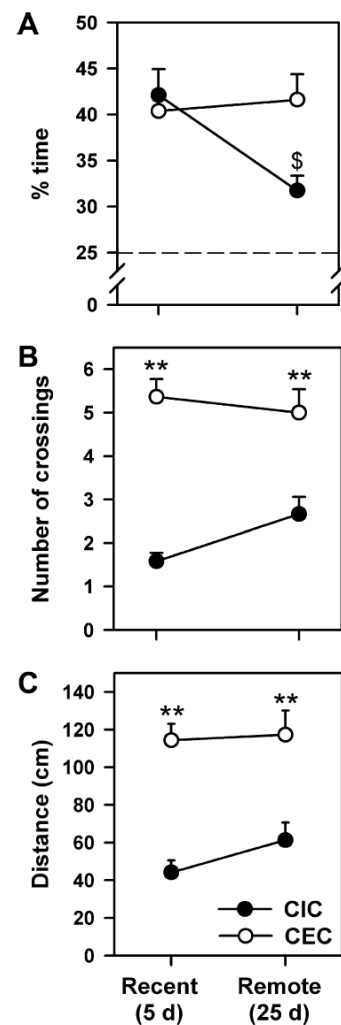 A
50
45
40
% time
35
$
30
25
0
B
6
**
**
5
Number of crossings
4
3
2
1
0
C
140
**
**
120
100
Distance (cm)
80
60
40
20
CIC
CEC
0
Recent Remote
(5 d) (25 d)